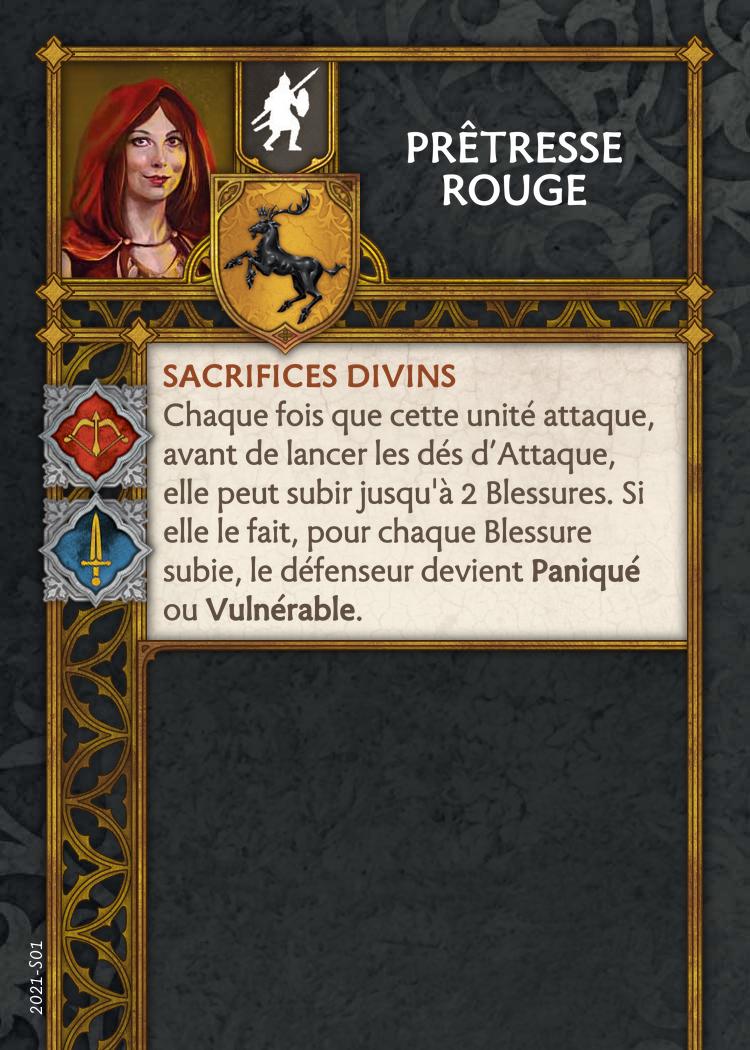 PRÊTRESSE
ROUGE
SACRIFICES DIVINS
Chaque fois que cette unité attaque,
avant de lancer les dés d'Attaque,
elle peut subir jusqu'à 2 Blessures. Si
elle le fait, pour chaque Blessure
subie, le défenseur devient Paniqué
ou Vulnérable.
2021-S01